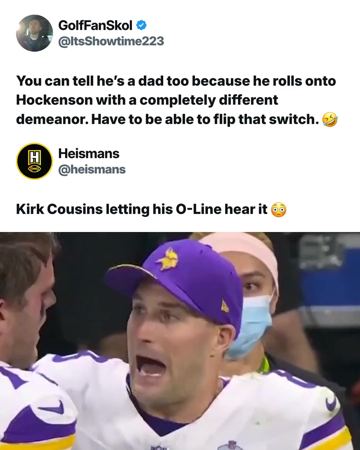 GolfFanSkol
@ItsShowtime223
You can tell he's a dad too because he rolls onto
Hockenson with a completely different
demeanor. Have to be able to flip that switch. 🤣
Heismans
@heismans
Kirk Cousins letting his O-Line hear it 😳